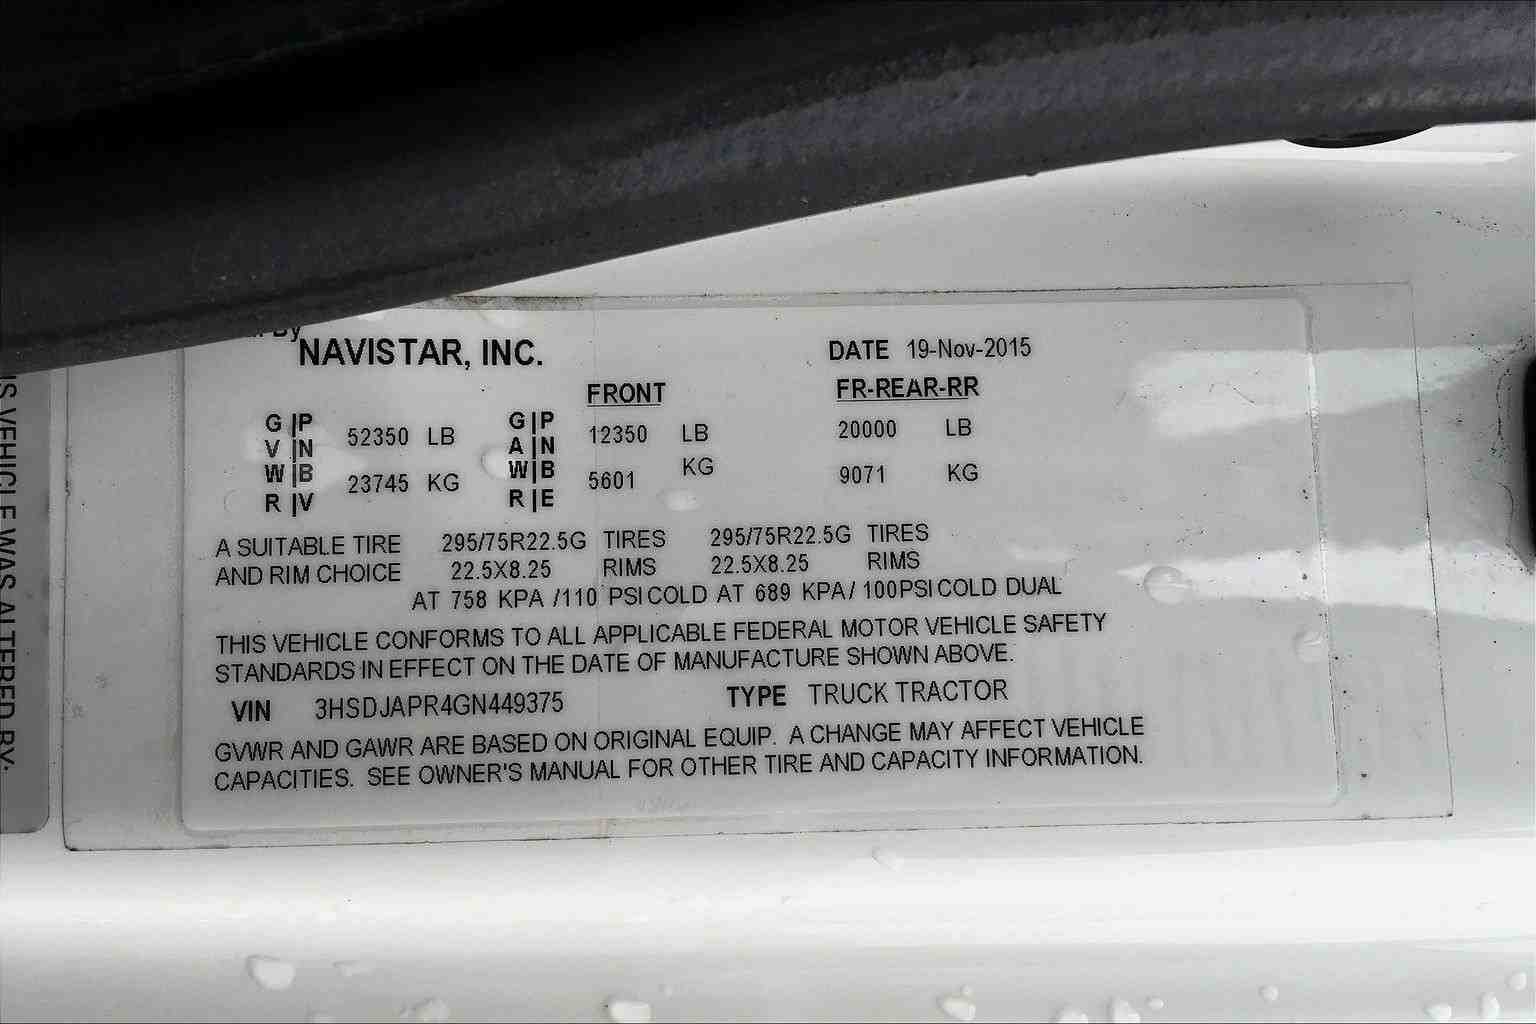 By
NAVISTAR, INC.
DATE 19-Nov-2015
FRONT FR-REAR-RR
G|P G|P
V|N 52350 LB A|N 12350 LB 20000 LB
W|B W|B KG
R|V 23745 KG R|E 5601 9071 KG
A SUITABLE TIRE 295/75R22.5G TIRES 295/75R22.5G TIRES
AND RIM CHOICE 22.5X8.25 RIMS 22.5X8.25 RIMS
AT 758 KPA /110 PSI COLD AT 689 KPA/ 100PSI COLD DUAL
THIS VEHICLE CONFORMS TO ALL APPLICABLE FEDERAL MOTOR VEHICLE SAFETY
STANDARDS IN EFFECT ON THE DATE OF MANUFACTURE SHOWN ABOVE.
VIN 3HSDJAPR4GN449375 TYPE TRUCK TRACTOR
GVWR AND GAWR ARE BASED ON ORIGINAL EQUIP. A CHANGE MAY AFFECT VEHICLE
CAPACITIES. SEE OWNER'S MANUAL FOR OTHER TIRE AND CAPACITY INFORMATION.
VEHICLE WAS ALTERED BY: